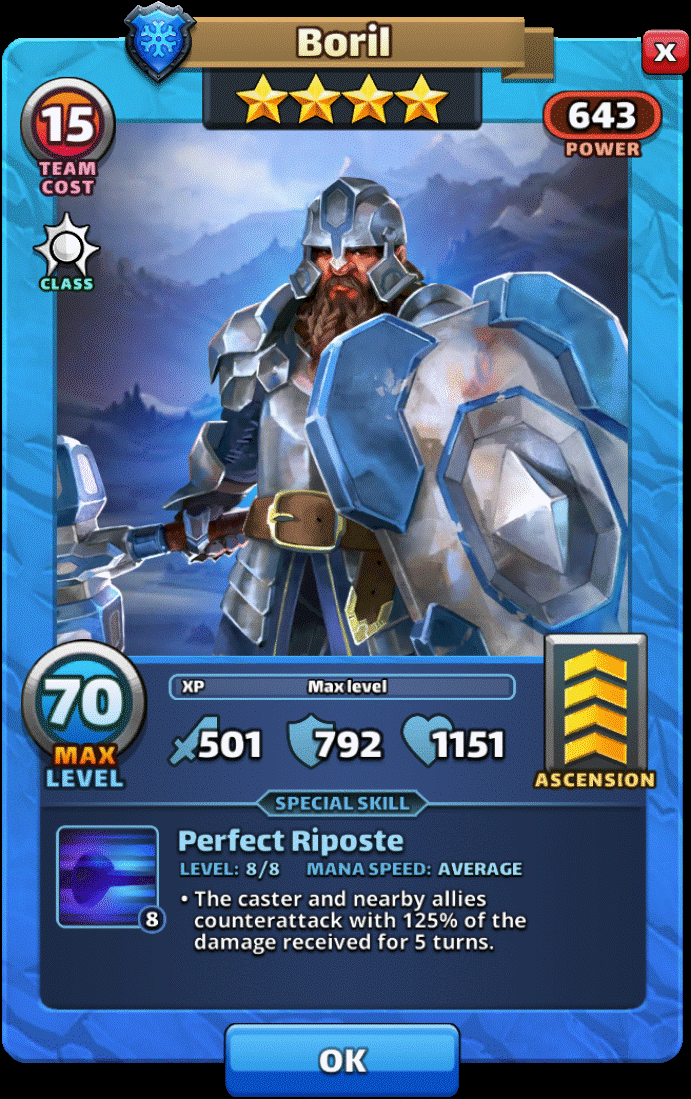 Boril
X
15
TEAM
COST
643
POWER
CLASS
70
MAX
LEVEL
XP Max level
501 792 1151
ASCENSION
SPECIAL SKILL
Perfect Riposte
LEVEL: 8/8 MANA SPEED: AVERAGE
8
• The caster and nearby allies
counterattack with 125% of the
damage received for 5 turns.
OK